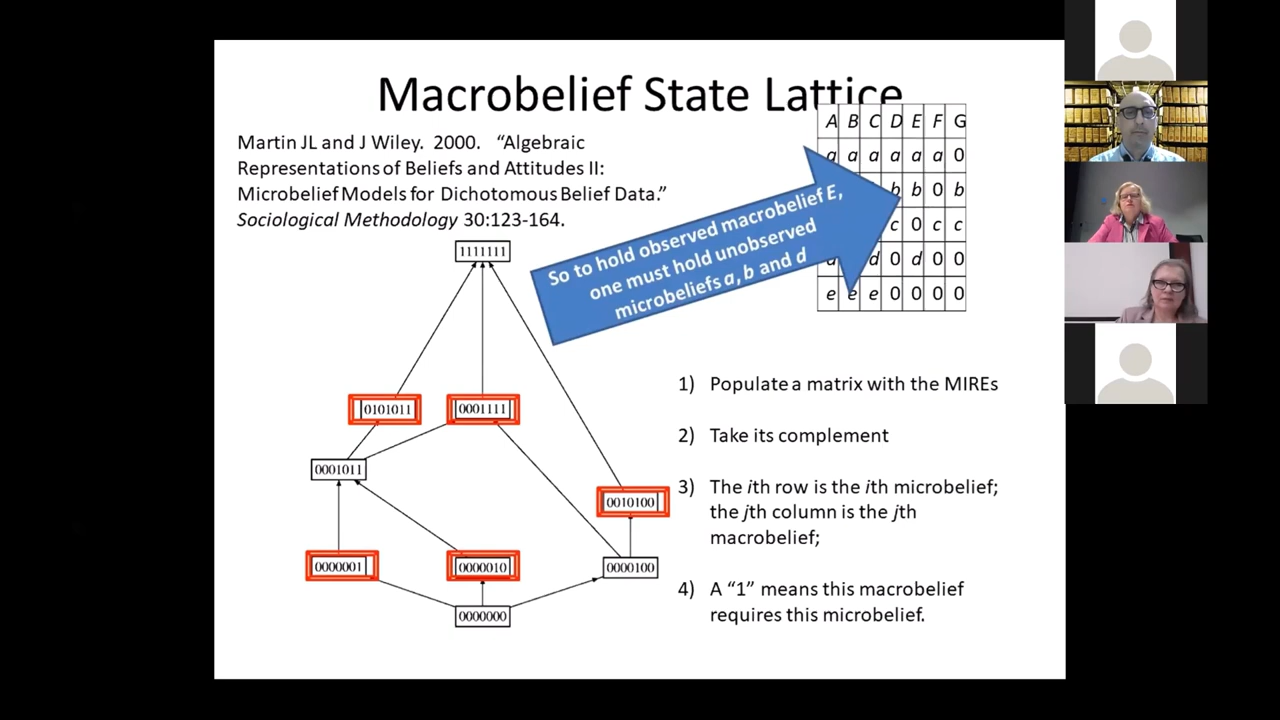 Macrobelief State Lattice
Martin JL and J Wiley. 2000. “Algebraic
Representations of Beliefs and Attitudes II:
Microbelief Models for Dichotomous Belief Data.”
Sociological Methodology 30:123-164.
A B C D E F G
a a a a a a 0
b b 0 b
c 0 c c
d 0 d 0 0
e e e 0 0 0 0
So to hold observed macrobelief E,
one must hold unobserved
microbeliefs a, b and d
1111111
0101011 0001111
0001011
0010100
0000001 0000010 0000100
0000000
1) Populate a matrix with the MIREs
2) Take its complement
3) The ith row is the ith microbelief;
the jth column is the jth
macrobelief;
4) A “1” means this macrobelief
requires this microbelief.